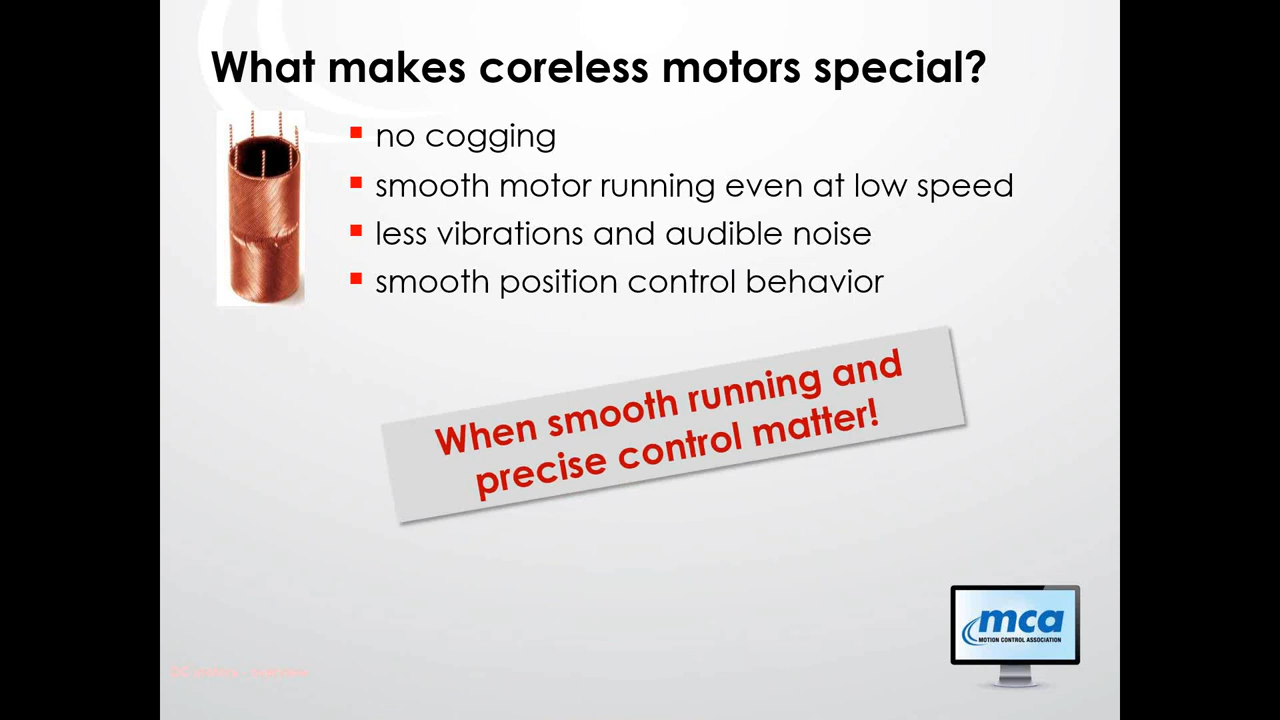 What makes coreless motors special?
no cogging
smooth motor running even at low speed
less vibrations and audible noise
smooth position control behavior
When smooth running and
precise control matter!
mca
MOTION CONTROL ASSOCIATION